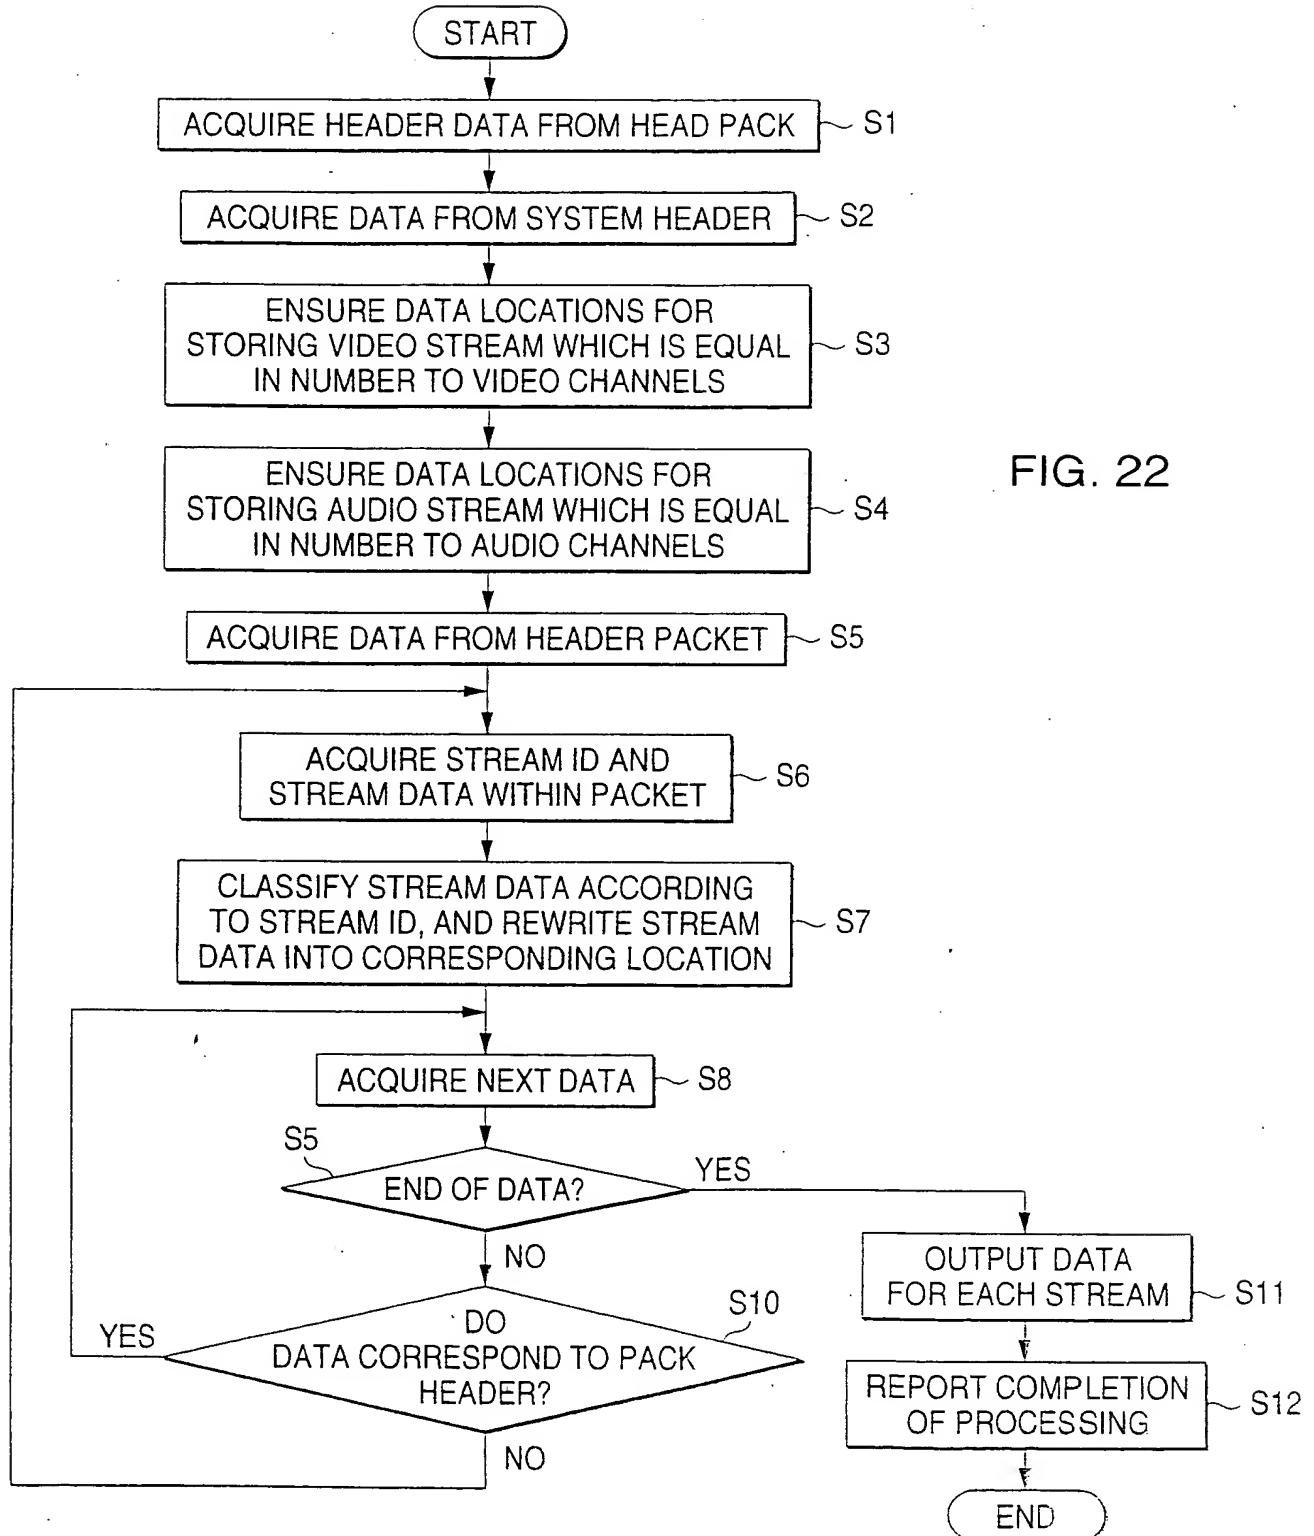 START
ACQUIRE HEADER DATA FROM HEAD PACK
S1
ACQUIRE DATA FROM SYSTEM HEADER
S2
ENSURE DATA LOCATIONS FOR
STORING VIDEO STREAM WHICH IS EQUAL
IN NUMBER TO VIDEO CHANNELS
S3
ENSURE DATA LOCATIONS FOR
STORING AUDIO STREAM WHICH IS EQUAL
IN NUMBER TO AUDIO CHANNELS
S4
FIG. 22
ACQUIRE DATA FROM HEADER PACKET
S5
ACQUIRE STREAM ID AND
STREAM DATA WITHIN PACKET
S6
CLASSIFY STREAM DATA ACCORDING
TO STREAM ID, AND REWRITE STREAM
DATA INTO CORRESPONDING LOCATION
S7
ACQUIRE NEXT DATA
S8
S5
END OF DATA?
YES
NO
DO
DATA CORRESPOND TO PACK
HEADER?
S10
YES
NO
OUTPUT DATA
FOR EACH STREAM
S11
REPORT COMPLETION
OF PROCESSING
S12
END